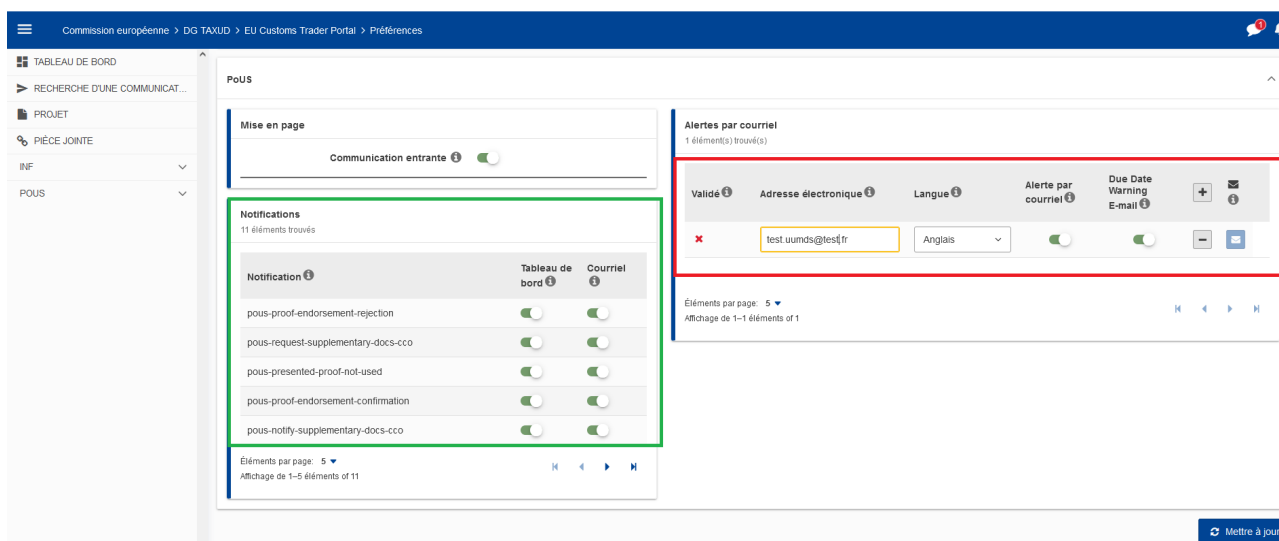 Commission européenne > DG TAXUD > EU Customs Trader Portal > Préférences
1
TABLEAU DE BORD
RECHERCHE D'UNE COMMUNICAT...
PROJET
PIÈCE JOINTE
INF
POUS
PoUS
Mise en page
Communication entrante
Notifications
11 éléments trouvés
Notification Tableau de bord Courriel
pous-proof-endorsement-rejection
pous-request-supplementary-docs-cco
pous-presented-proof-not-used
pous-proof-endorsement-confirmation
pous-notify-supplementary-docs-cco
Éléments par page: 5
Affichage de 1–5 éléments of 11
Alertes par courriel
1 élément(s) trouvé(s)
Validé Adresse électronique Langue Alerte par courriel Due Date Warning E-mail
test.uumds@test.fr Anglais
Éléments par page: 5
Affichage de 1–1 éléments of 1
Mettre à jour